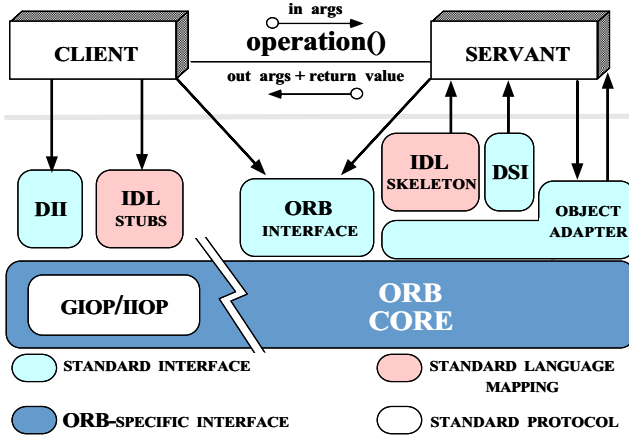 in args
operation()
out args + return value
CLIENT
SERVANT
DII
IDL
STUBS
ORB
INTERFACE
IDL
SKELETON
DSI
OBJECT
ADAPTER
GIOP/IIOP
ORB
CORE
STANDARD INTERFACE
STANDARD LANGUAGE
MAPPING
ORB-SPECIFIC INTERFACE
STANDARD PROTOCOL